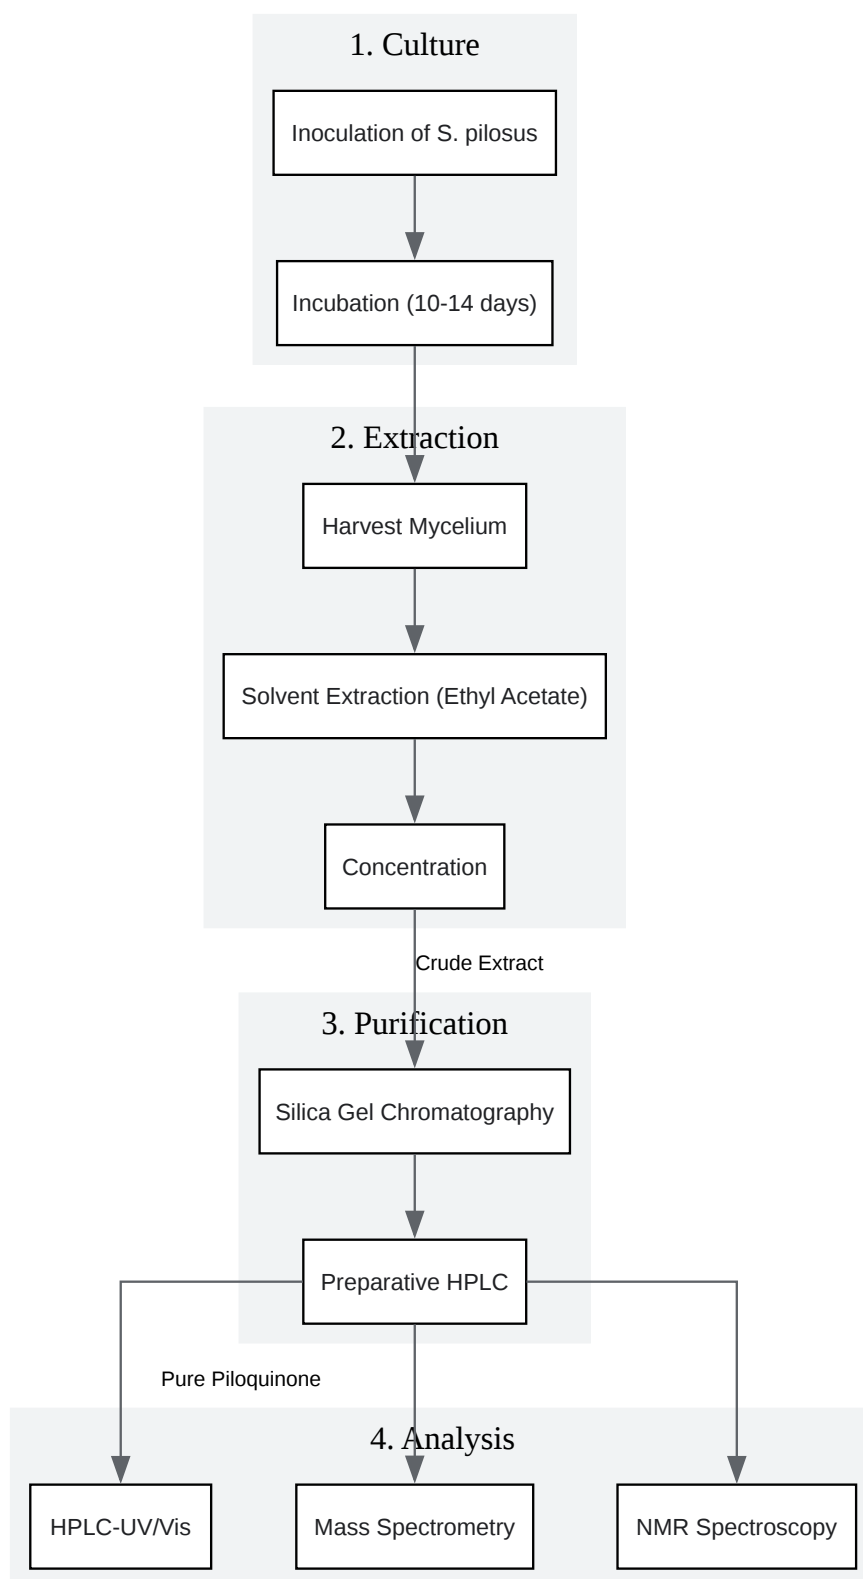 1. Culture
Inoculation of S. pilosus
Incubation (10-14 days)
2. Extraction
Harvest Mycelium
Solvent Extraction (Ethyl Acetate)
Concentration
Crude Extract
3. Purification
Silica Gel Chromatography
Preparative HPLC
Pure Piloquinone
4. Analysis
HPLC-UV/Vis
Mass Spectrometry
NMR Spectroscopy